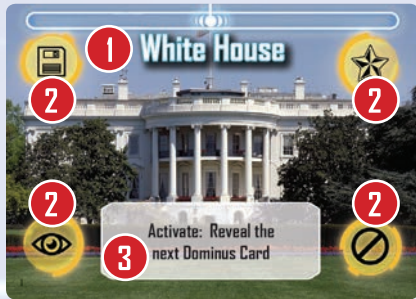 1 White House
2 2
2 2
Activate: Reveal the
3 next Dominus Card